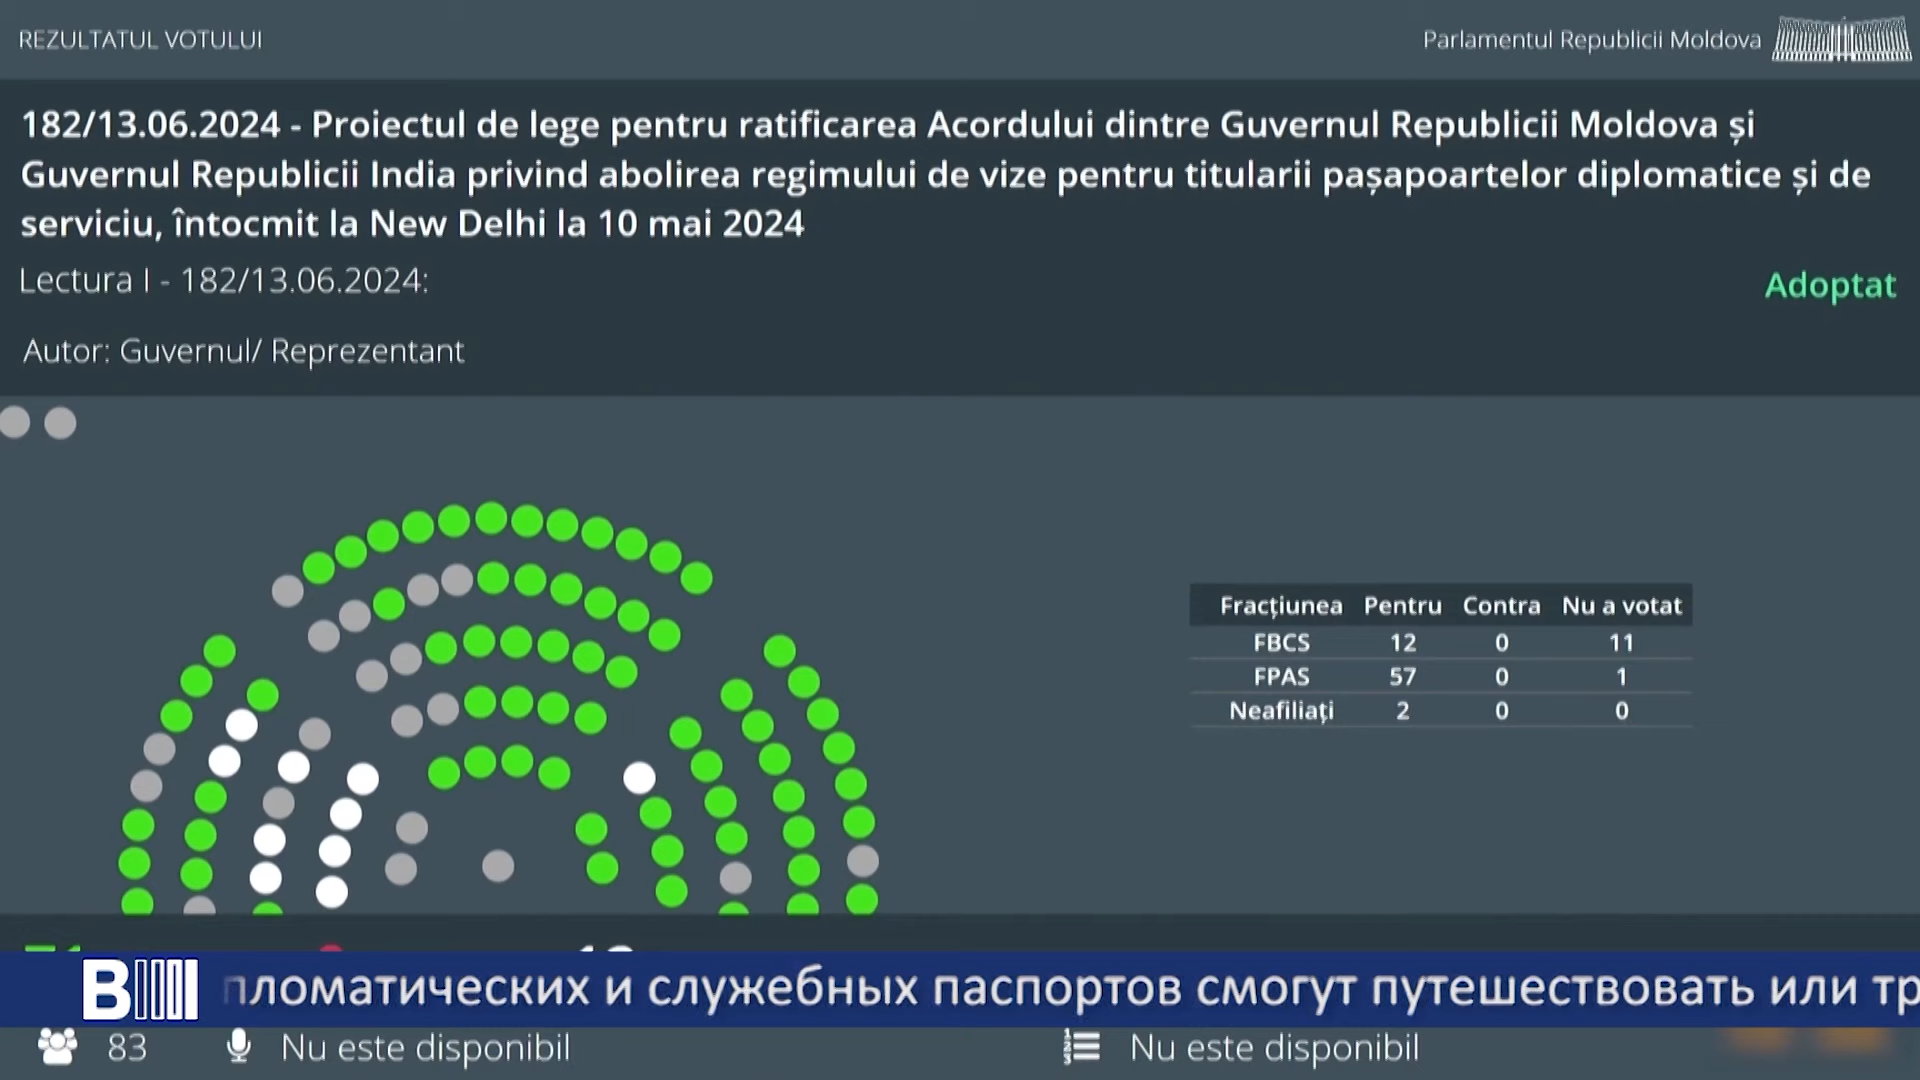 REZULTATUL VOTULUI
Parlamentul Republicii Moldova
182/13.06.2024 - Proiectul de lege pentru ratificarea Acordului dintre Guvernul Republicii Moldova și
Guvernul Republicii India privind abolirea regimului de vize pentru titularii pașapoartelor diplomatice și de
serviciu, întocmit la New Delhi la 10 mai 2024
Lectura I - 182/13.06.2024:
Adoptat
Autor: Guvernul/ Reprezentant
Fracțiunea Pentru Contra Nu a votat
FBCS 12 0 11
FPAS 57 0 1
Neafiliați 2 0 0
пломатических и служебных паспортов смогут путешествовать или тр
83 Nu este disponibil Nu este disponibil